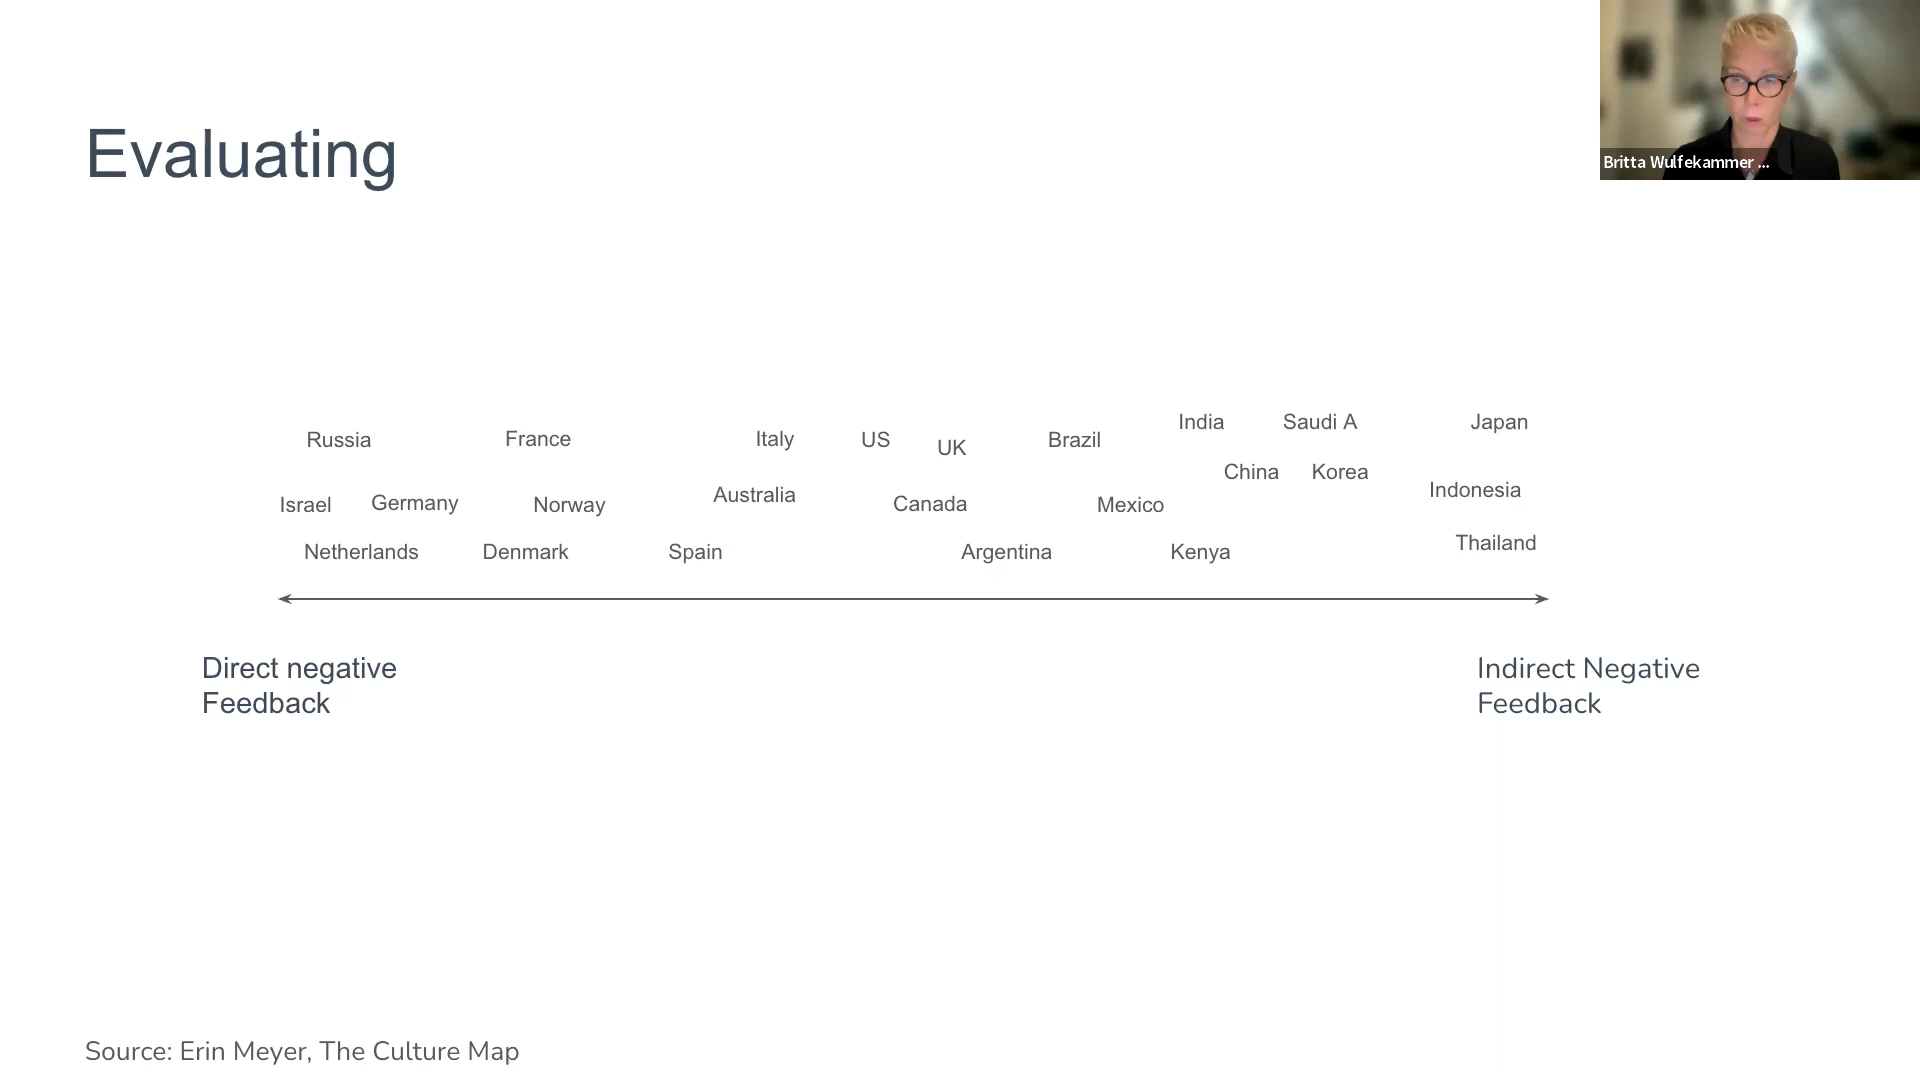 Evaluating
Britta Wulfekammer ...
India Saudi A Japan
Russia France Italy US UK Brazil
China Korea
Israel Germany Norway Australia Canada Mexico Indonesia
Netherlands Denmark Spain Argentina Kenya Thailand
Direct negative
Feedback
Indirect Negative
Feedback
Source: Erin Meyer, The Culture Map